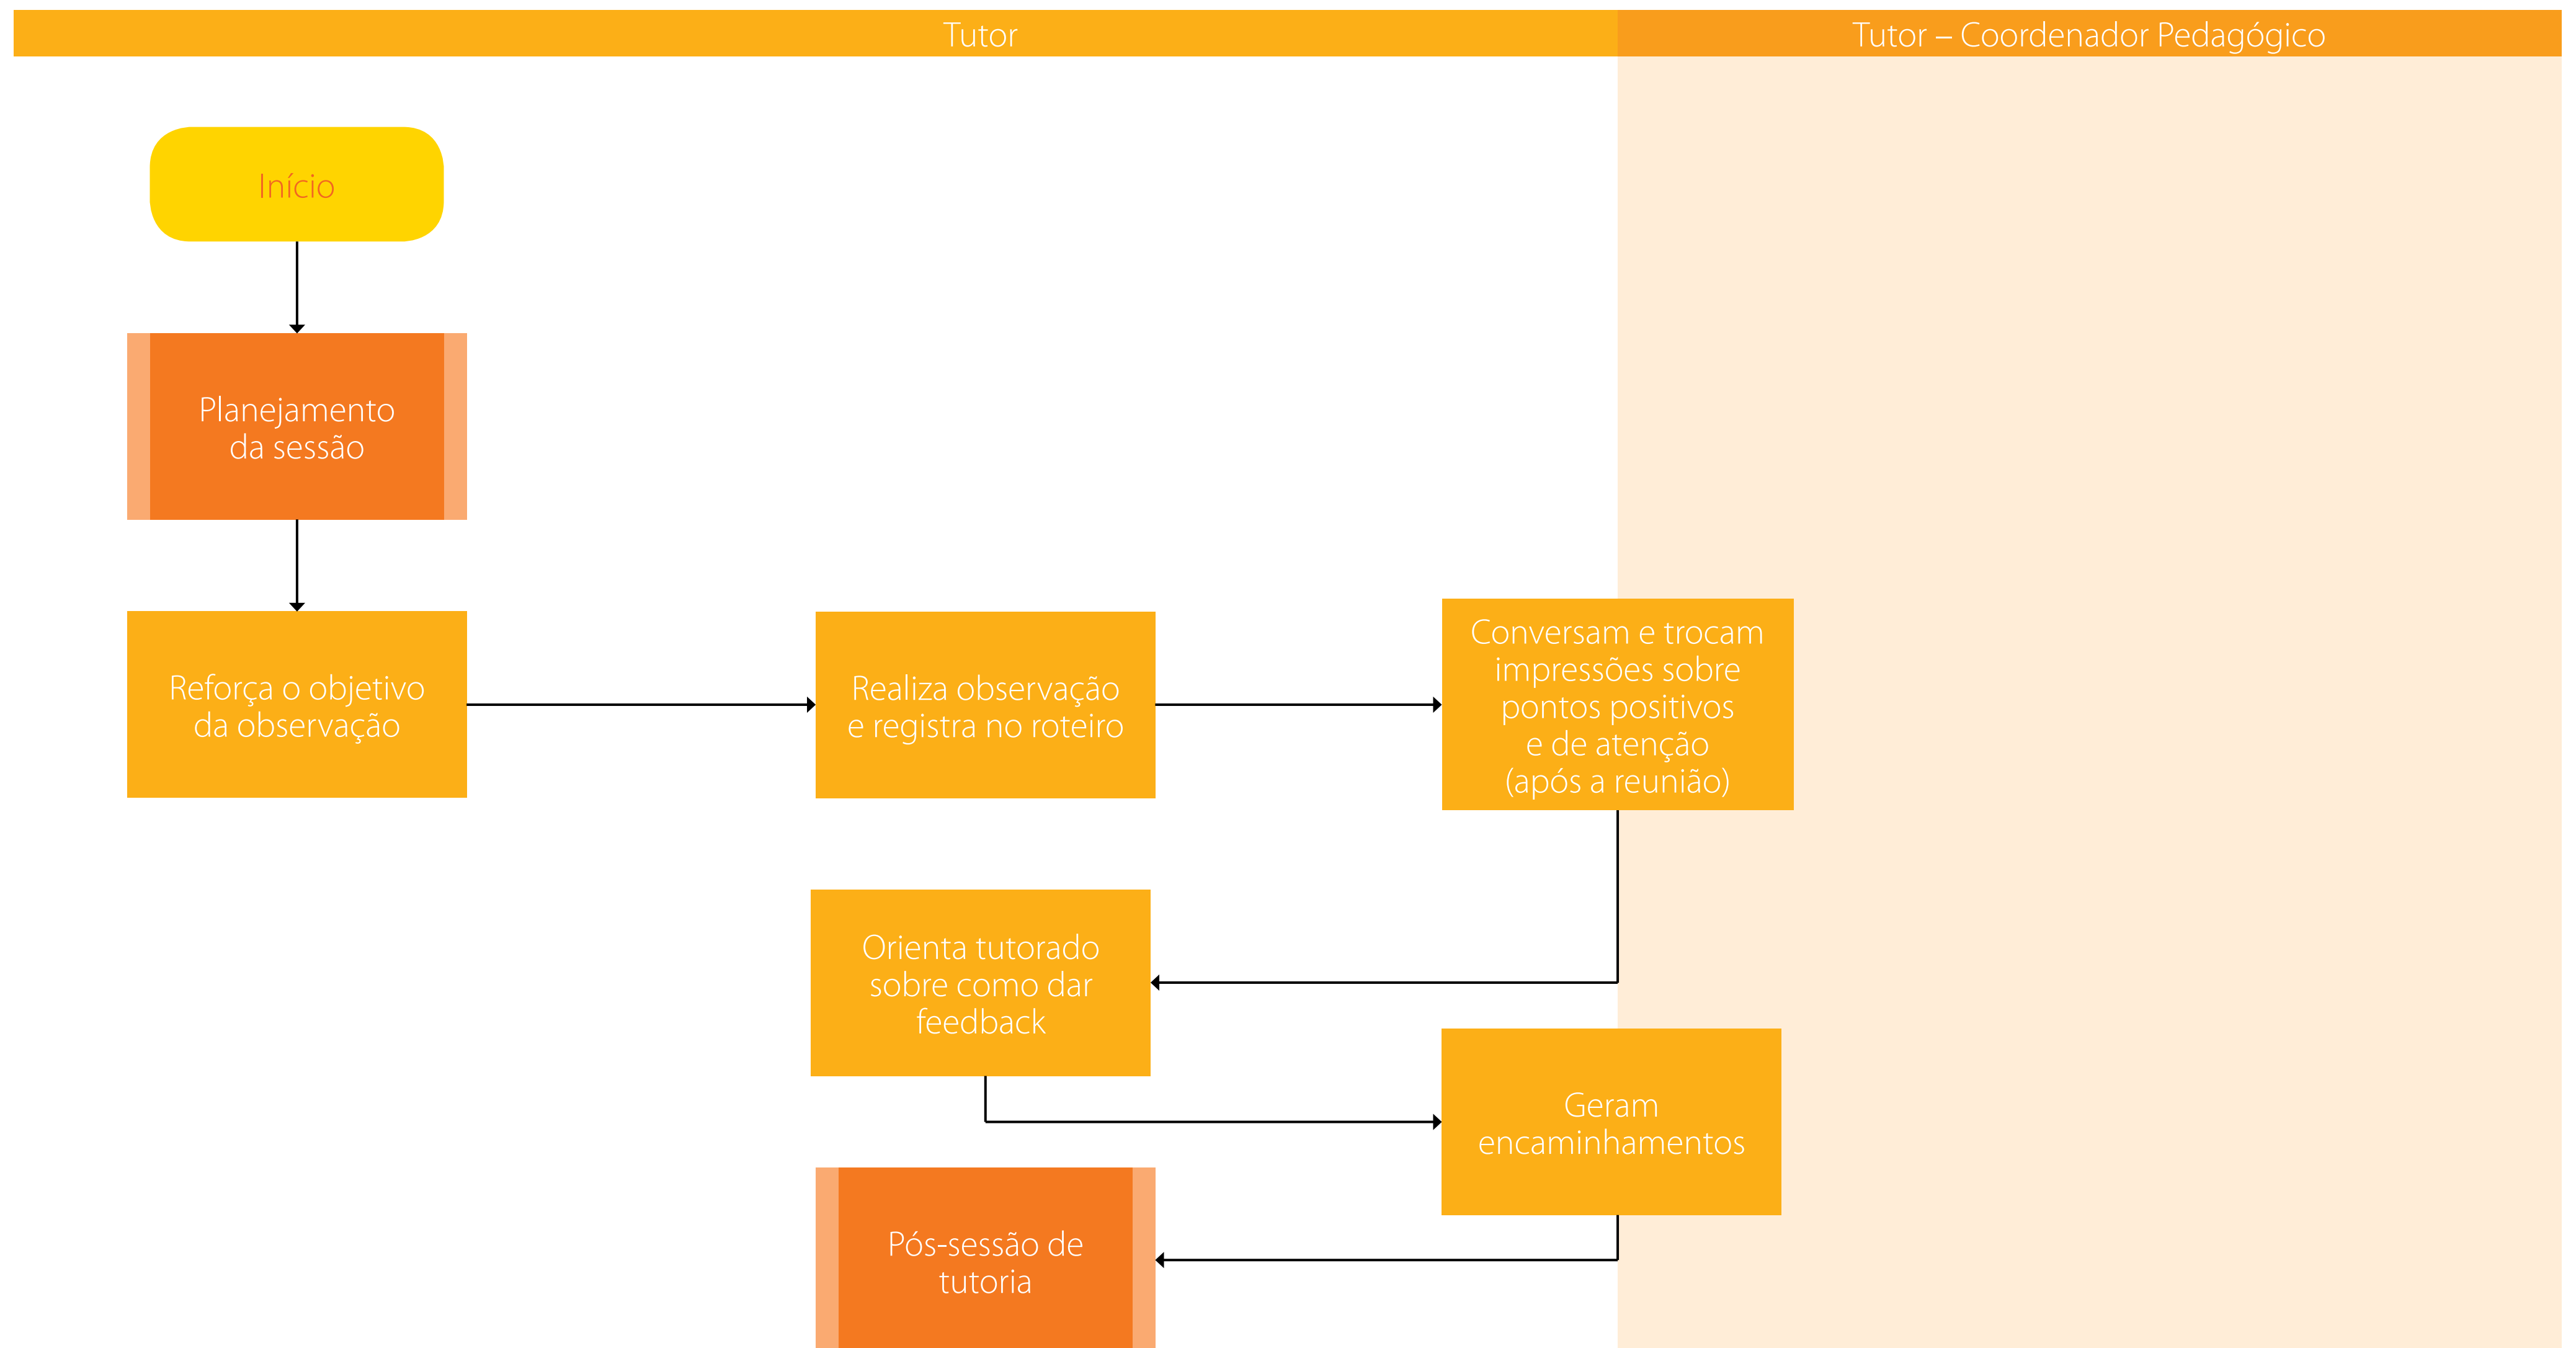 Tutor
Tutor – Coordenador Pedagógico
Início
Planejamento
da sessão
Reforça o objetivo
da observação
Realiza observação
e registra no roteiro
Conversam e trocam
impressões sobre
pontos positivos
e de atenção
(após a reunião)
Orienta tutorado
sobre como dar
feedback
Geram
encaminhamentos
Pós-sessão de
tutoria